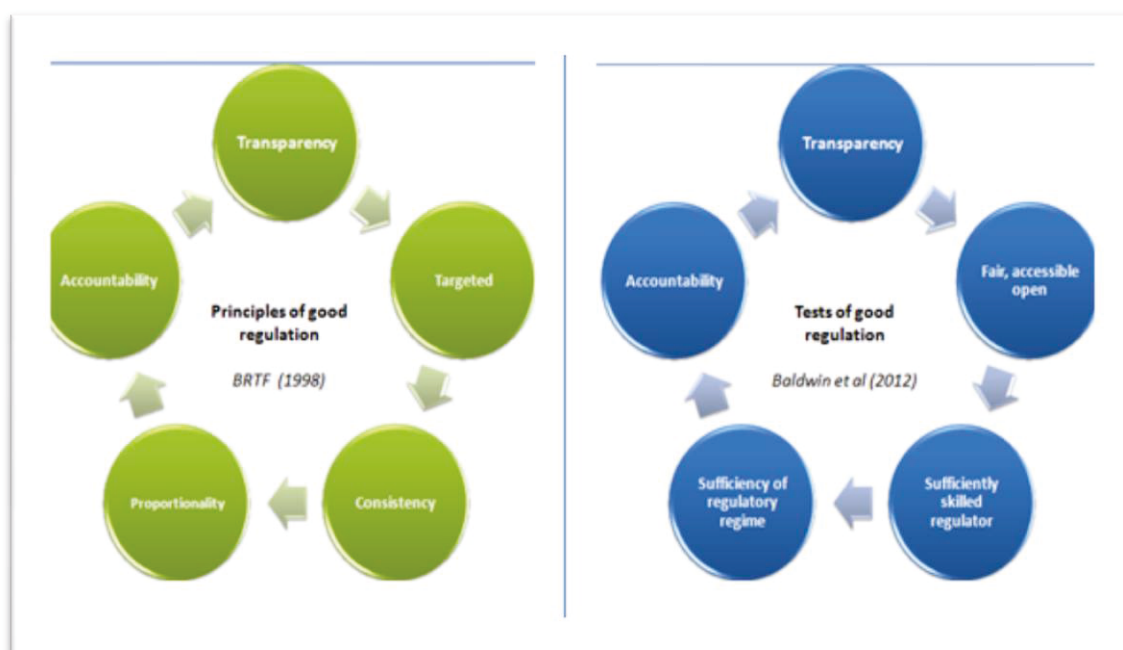 Transparency
Accountability
Targeted
Principles of good
regulation
BRTF (1998)
Proportionality
Consistency
Transparency
Accountability
Fair, accessible
open
Tests of good
regulation
Baldwin et al (2012)
Sufficiency of
regulatory
regime
Sufficiently
skilled
regulator